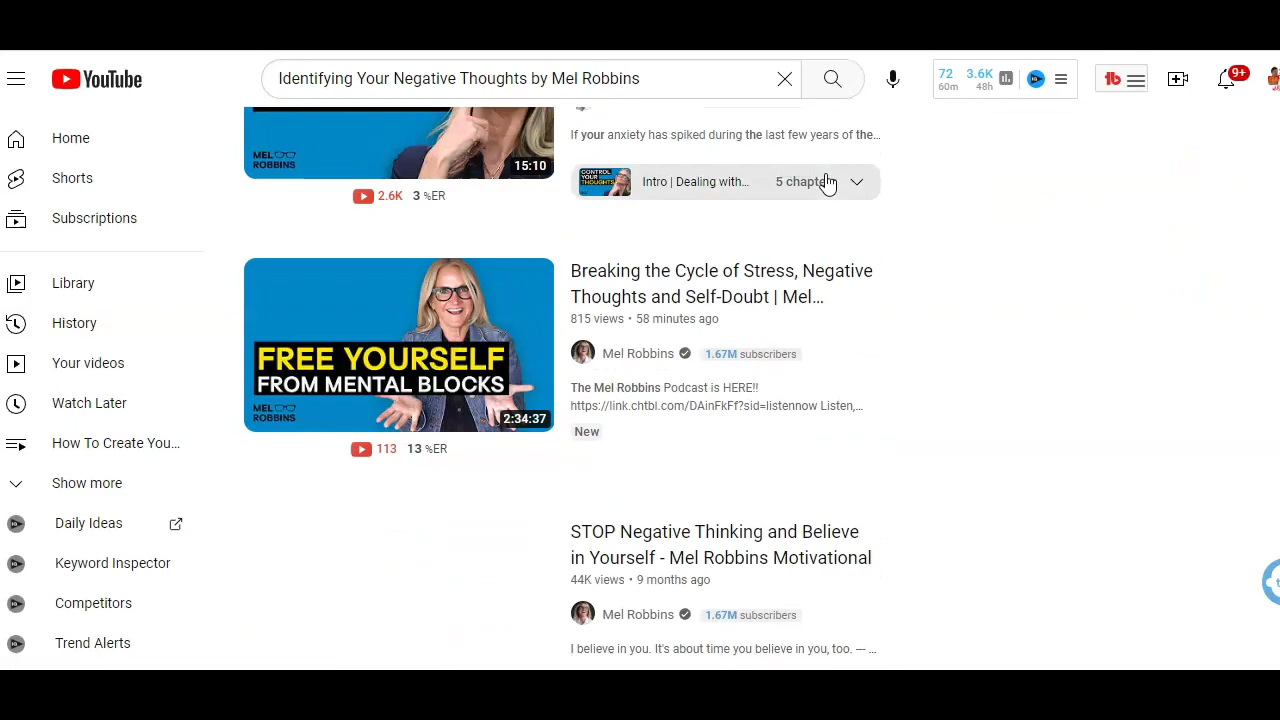 YouTube
Identifying Your Negative Thoughts by Mel Robbins
72 3.6K
60m 48h
tb
9+
Home
Shorts
Subscriptions
Library
History
Your videos
Watch Later
How To Create You...
Show more
Daily Ideas
Keyword Inspector
Competitors
Trend Alerts
MEL
ROBBINS
15:10
2.6K 3 %ER
If your anxiety has spiked during the last few years of the...
CONTROL
YOUR
THOUGHTS
Intro | Dealing with...
FREE YOURSELF
FROM MENTAL BLOCKS
MEL
ROBBINS
2:34:37
113 13 %ER
Breaking the Cycle of Stress, Negative
Thoughts and Self-Doubt | Mel...
815 views • 58 minutes ago
Mel Robbins 1.67M subscribers
The Mel Robbins Podcast is HERE!!
https://link.chtbl.com/DAinFkFf?sid=listennow Listen,...
New
STOP Negative Thinking and Believe
in Yourself - Mel Robbins Motivational
44K views • 9 months ago
Mel Robbins 1.67M subscribers
I believe in you. It's about time you believe in you, too. — ...